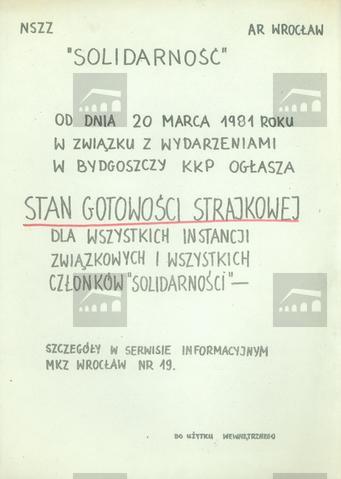 NSZZ AR WROCŁAW
"SOLIDARNOŚĆ"
OD DNIA 20 MARCA 1981 ROKU
W ZWIĄZKU Z WYDARZENIAMI
W BYDGOSZCZY KKP OGŁASZA
STAN GOTOWOŚCI STRAJKOWEJ
DLA WSZYSTKICH INSTANCJI
ZWIĄZKOWYCH I WSZYSTKICH
CZŁONKÓW "SOLIDARNOŚCI"—
SZCZEGÓŁY W SERWISIE INFORMACYJNYM
MKZ WROCŁAW NR 19.
DO UŻYTKU WEWNĘTRZNEGO